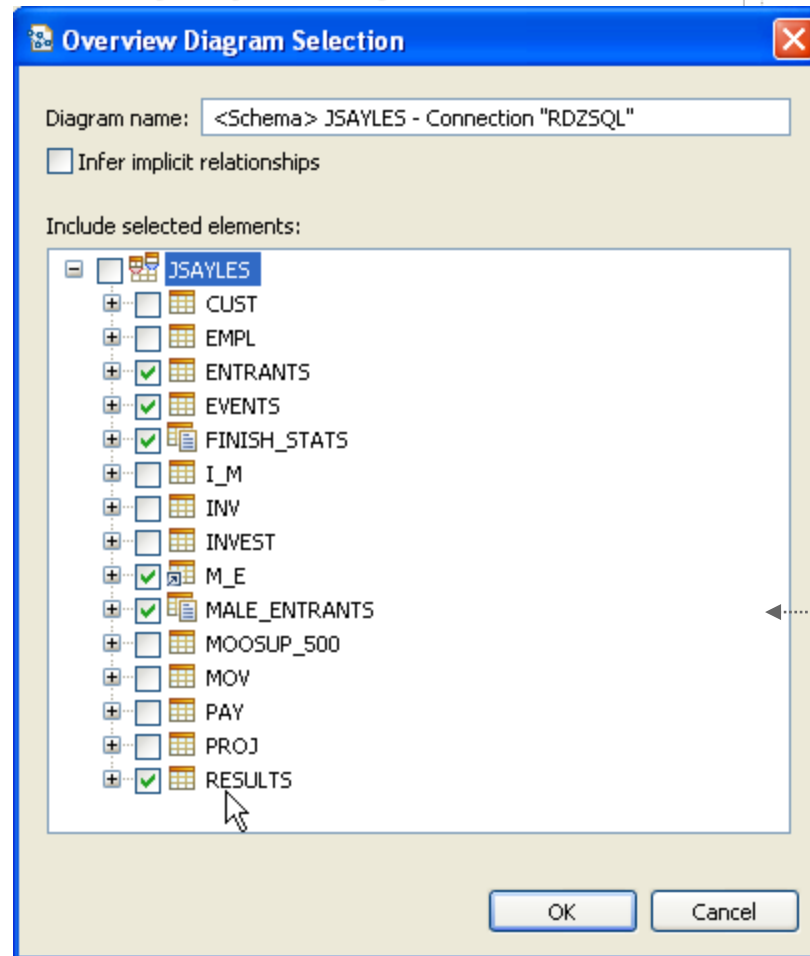 Overview Diagram Selection
Diagram name: <Schema> JSAYLES - Connection "RDZSQL"
Infer implicit relationships
Include selected elements:
JSAYLES
CUST
EMPL
ENTRANTS
EVENTS
FINISH_STATS
I_M
INV
INVEST
M_E
MALE_ENTRANTS
MOOSUP_500
MOV
PAY
PROJ
RESULTS
OK Cancel